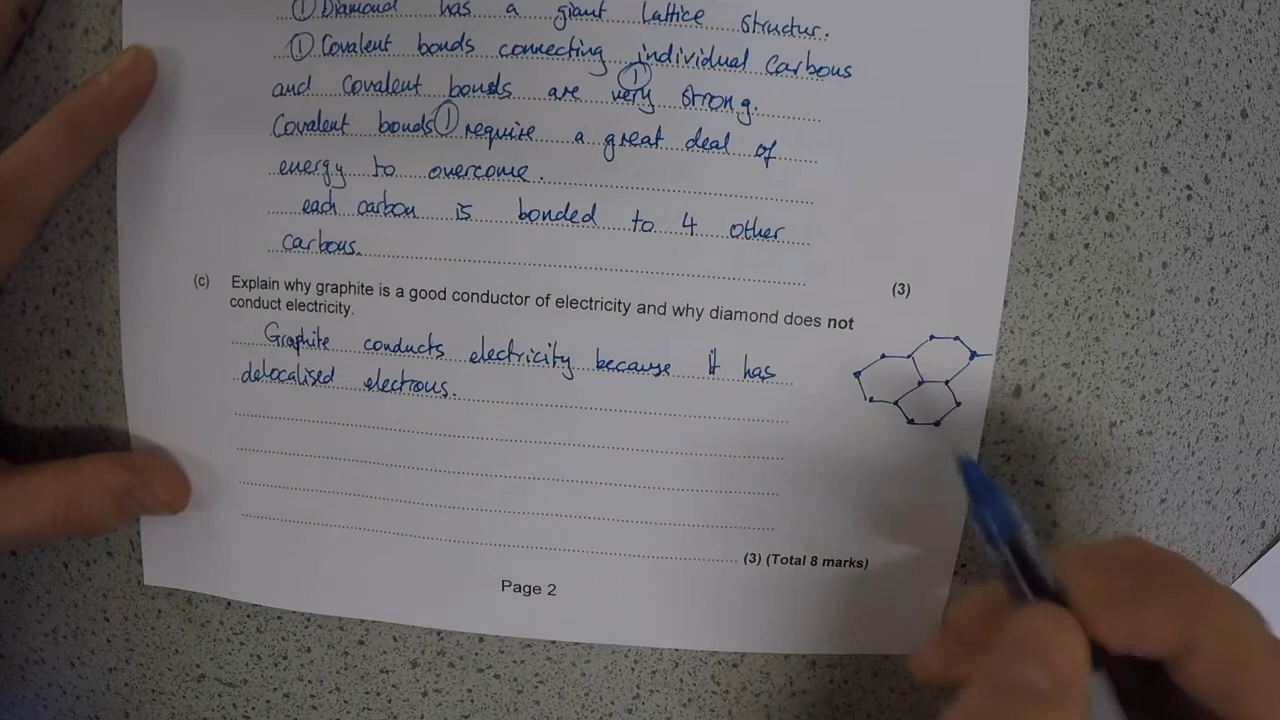 ① Diamond has a giant lattice structur.
① Covalent bonds connecting individual carbons
and covalent bonds are very strong.
①
Covalent bonds ① require a great deal of
energy to overcome.
each carbon is bonded to 4 other
carbons.
(3)
(c) Explain why graphite is a good conductor of electricity and why diamond does not
conduct electricity.
Graphite conducts electricity because it has
delocalised electrons.
(3) (Total 8 marks)
Page 2